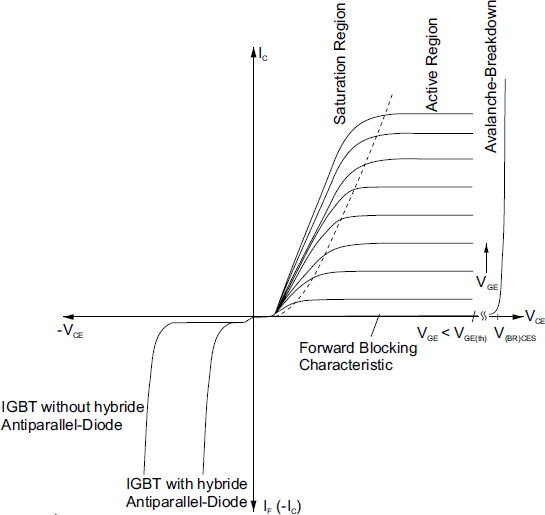 I_C
Saturation Region
Active Region
Avalanche-Breakdown
V_GE
-V_CE
V_CE
Forward Blocking
Characteristic
V_GE < V_GE(th)
V_(BR)CES
IGBT without hybride
Antiparallel-Diode
IGBT with hybride
Antiparallel-Diode
I_F (-I_C)